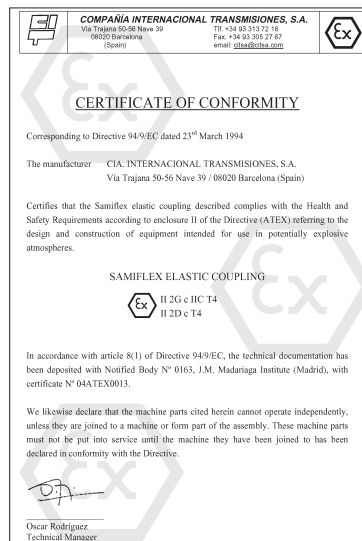 COMPAÑÍA INTERNACIONAL TRANSMISIONES, S.A.
Via Trajana 50-56 Nave 39
08020 Barcelona
(Spain)
Tlf. +34 93 313 72 16
Fax. +34 93 305 27 67
email: citsa@citsa.com
CERTIFICATE OF CONFORMITY
Corresponding to Directive 94/9/EC dated 23rd March 1994
The manufacturer CIA. INTERNACIONAL TRANSMISIONES, S.A.
Vía Trajana 50-56 Nave 39 / 08020 Barcelona (Spain)
Certifies that the Samiflex elastic coupling described complies with the Health and
Safety Requirements according to enclosure II of the Directive (ATEX) referring to the
design and construction of equipment intended for use in potentially explosive
atmospheres.
SAMIFLEX ELASTIC COUPLING
Ex II 2G c IIC T4
II 2D c T4
In accordance with article 8(1) of Directive 94/9/EC, the technical documentation has
been deposited with Notified Body Nº 0163, J.M. Madariaga Institute (Madrid), with
certificate Nº 04ATEX0013.
We likewise declare that the machine parts cited herein cannot operate independently,
unless they are joined to a machine or form part of the assembly. These machine parts
must not be put into service until the machine they have been joined to has been
declared in conformity with the Directive.
Oscar Rodríguez
Technical Manager